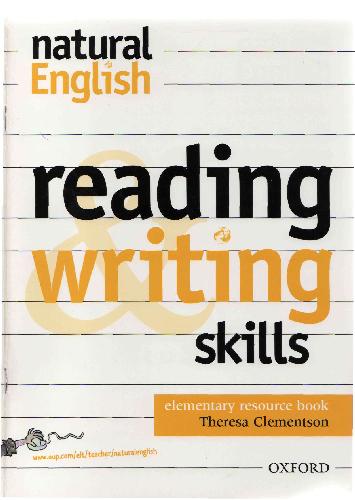 natural
English
reading
&
writing
skills
elementary resource book
Theresa Clementson
www.oup.com/elt/teacher/naturalenglish
OXFORD